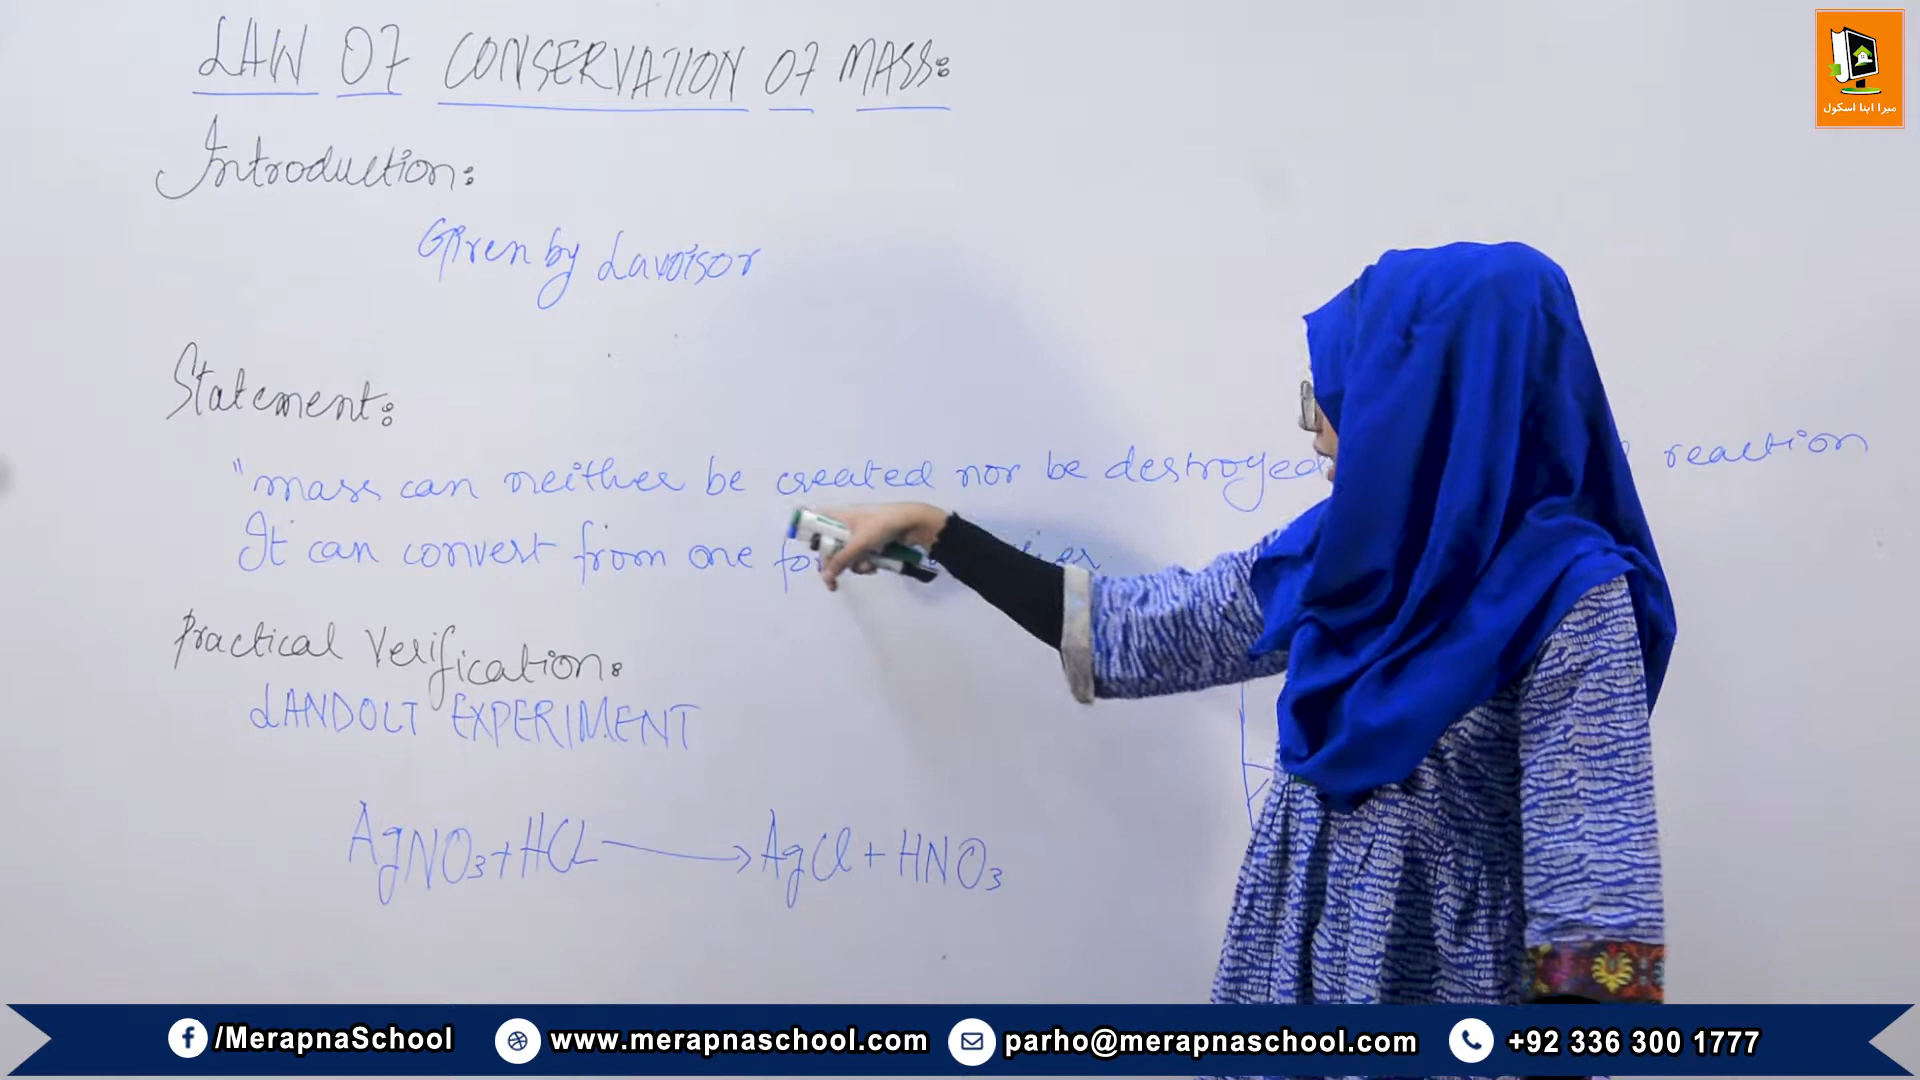 LAW OF CONSERVATION OF MASS:
Introduction:
Given by Lavoisor
Statement:
"mass can neither be created nor be destroyed reaction
It can convert from one
Practical Verification:
LANDOLT EXPERIMENT
AgNO3+HCl → AgCl + HNO3
میرا اپنا اسکول
/MerapnaSchool www.merapnaschool.com parho@merapnaschool.com +92 336 300 1777